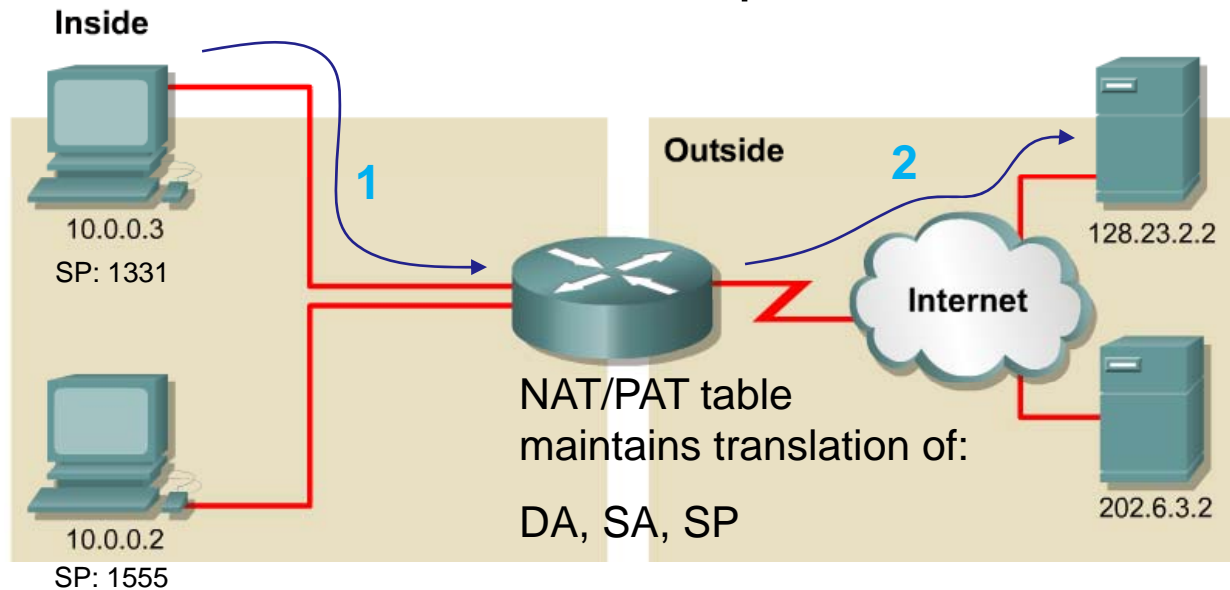 Inside
1
10.0.0.3
SP: 1331
10.0.0.2
SP: 1555
Outside
2
128.23.2.2
Internet
202.6.3.2
NAT/PAT table
maintains translation of:
DA, SA, SP